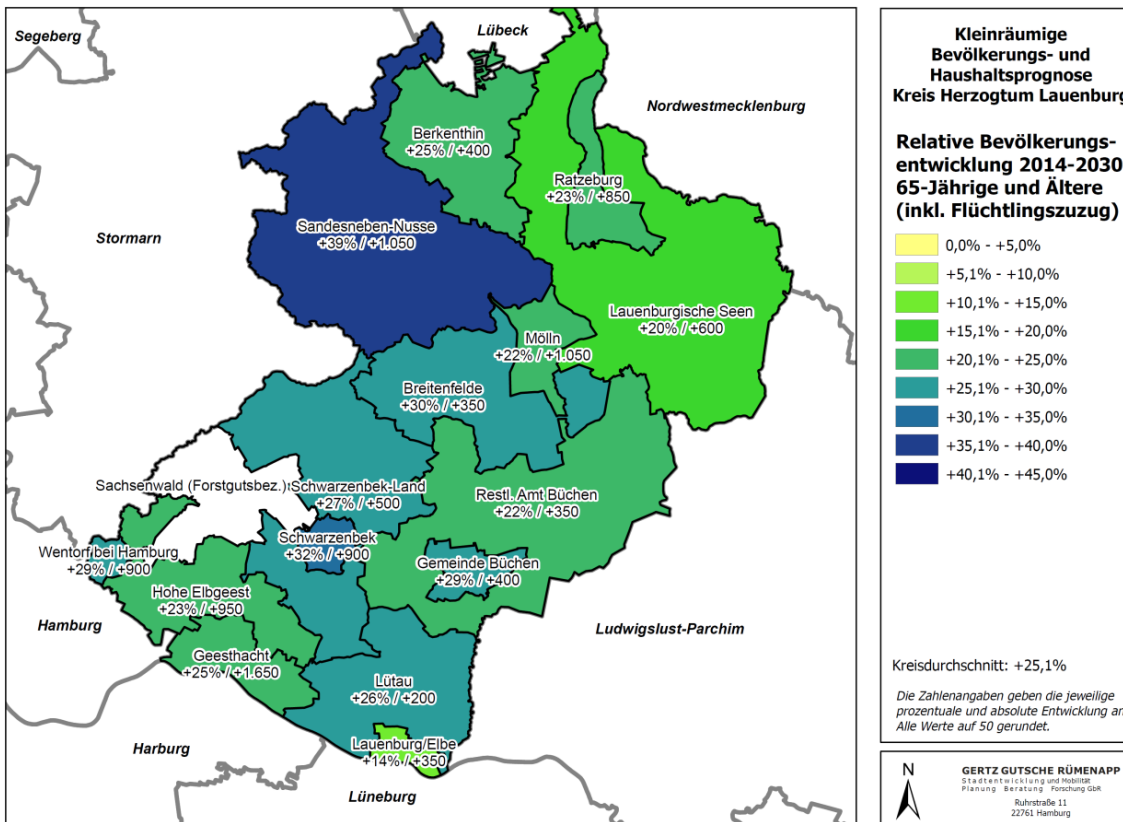 Segeberg
Lübeck
Nordwestmecklenburg
Berkenthin
+25% / +400
Ratzeburg
+23% / +850
Stormarn
Sandesneben-Nusse
+39% / +1.050
Lauenburgische Seen
+20% / +600
Mölln
+22% / +1.050
Breitenfelde
+30% / +350
Sachsenwald (Forstgutsbez.)
Schwarzenbek-Land
+27% / +500
Restl. Amt Büchen
+22% / +350
Schwarzenbek
+32% / +900
Wentorf bei Hamburg
+29% / +900
Gemeinde Büchen
+29% / +400
Hohe Elbgeest
+23% / +950
Hamburg
Ludwigslust-Parchim
Geesthacht
+25% / +1.650
Lütau
+26% / +200
Lauenburg/Elbe
+14% / +350
Harburg
Lüneburg
Kleinräumige
Bevölkerungs- und
Haushaltsprognose
Kreis Herzogtum Lauenburg
Relative Bevölkerungs-
entwicklung 2014-2030
65-Jährige und Ältere
(inkl. Flüchtlingszuzug)
0,0% - +5,0%
+5,1% - +10,0%
+10,1% - +15,0%
+15,1% - +20,0%
+20,1% - +25,0%
+25,1% - +30,0%
+30,1% - +35,0%
+35,1% - +40,0%
+40,1% - +45,0%
Kreisdurchschnitt: +25,1%
Die Zahlenangaben geben die jeweilige
prozentuale und absolute Entwicklung an.
Alle Werte auf 50 gerundet.
N
GERTZ GUTSCHE RÜMENAPP
Stadtentwicklung und Mobilität
Planung Beratung Forschung GbR
Ruhrstraße 11
22761 Hamburg